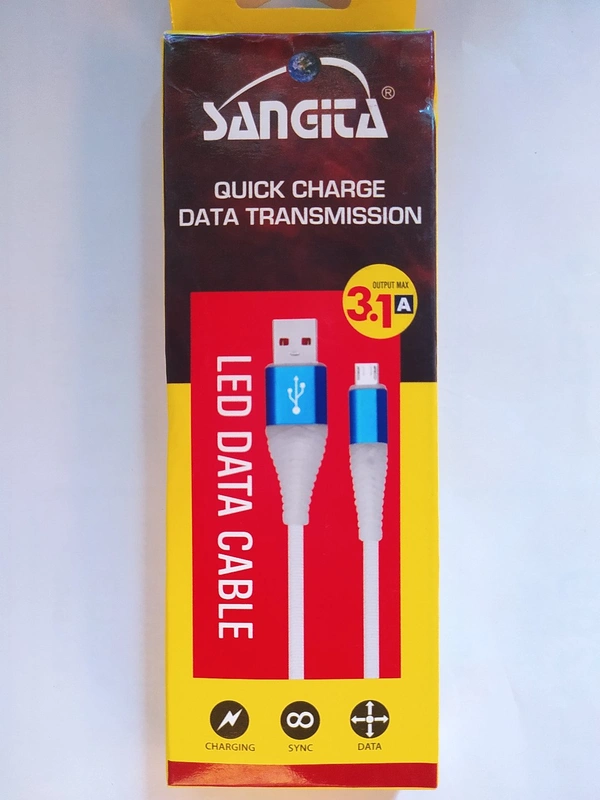 SANGITA®
QUICK CHARGE
DATA TRANSMISSION
OUTPUT MAX
3.1A
LED DATA CABLE
CHARGING
SYNC
DATA